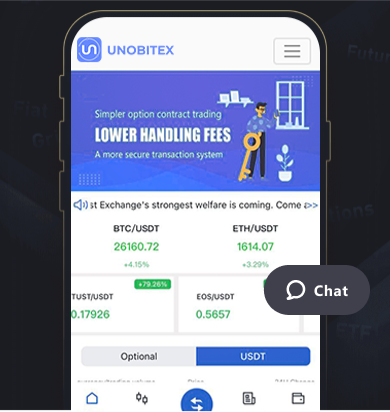 UNOBITEX
Simpler option contract trading
LOWER HANDLING FEES
A more secure transaction system
st Exchange's strongest welfare is coming. Come a >>
BTC/USDT
ETH/USDT
26160.72
1614.07
+4.15%
+3.29%
+79.26%
TUST/USDT
EOS/USDT
0.17926
0.5657
Chat
Optional
USDT